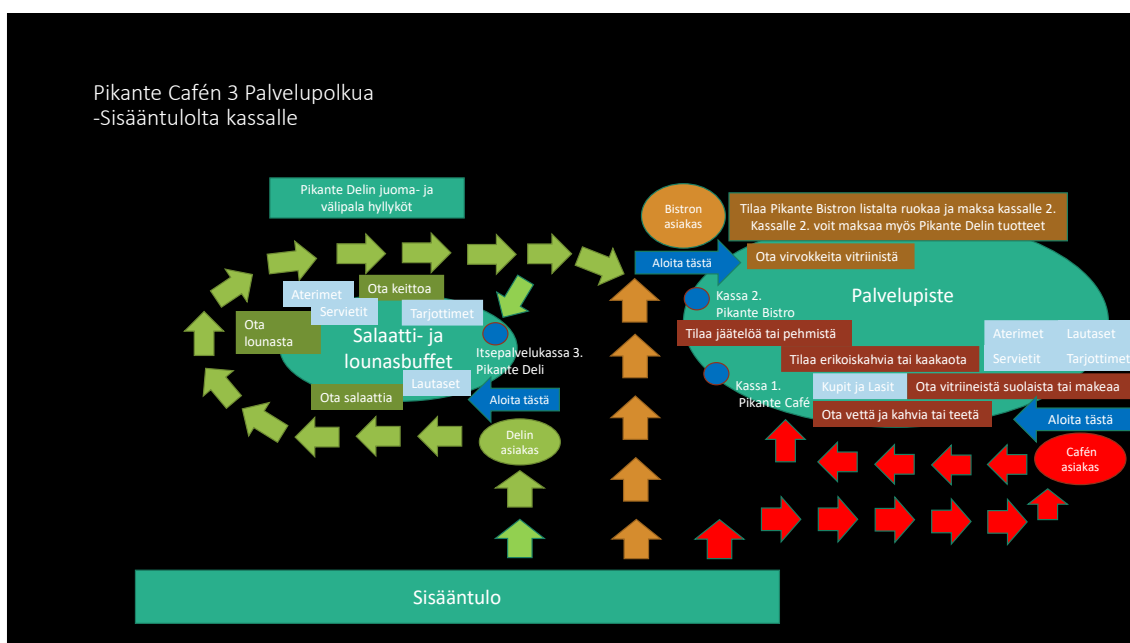 Pikante Cafén 3 Palvelupolkua
-Sisääntulolta kassalle
Pikante Delin juoma- ja
välipala hyllyköt
Bistron
asiakas
Tilaa Pikante Bistron listalta ruokaa ja maksa kassalle 2.
Kassalle 2. voit maksaa myös Pikante Delin tuotteet
Aloita tästä
Ota virvokkeita vitriinistä
Ota keittoa
Aterimet
Servietit
Tarjottimet
Ota
lounasta
Salaatti- ja
lounasbuffet
Itsepalvelukassa 3.
Pikante Deli
Lautaset
Ota salaattia
Aloita tästä
Delin
asiakas
Kassa 2.
Pikante Bistro
Palvelupiste
Tilaa jäätelöä tai pehmistä
Aterimet
Lautaset
Tilaa erikoiskahvia tai kaakaota
Servietit
Tarjottimet
Kassa 1.
Pikante Café
Kupit ja Lasit
Ota vitriineistä suolaista tai makeaa
Ota vettä ja kahvia tai teetä
Aloita tästä
Cafén
asiakas
Sisääntulo